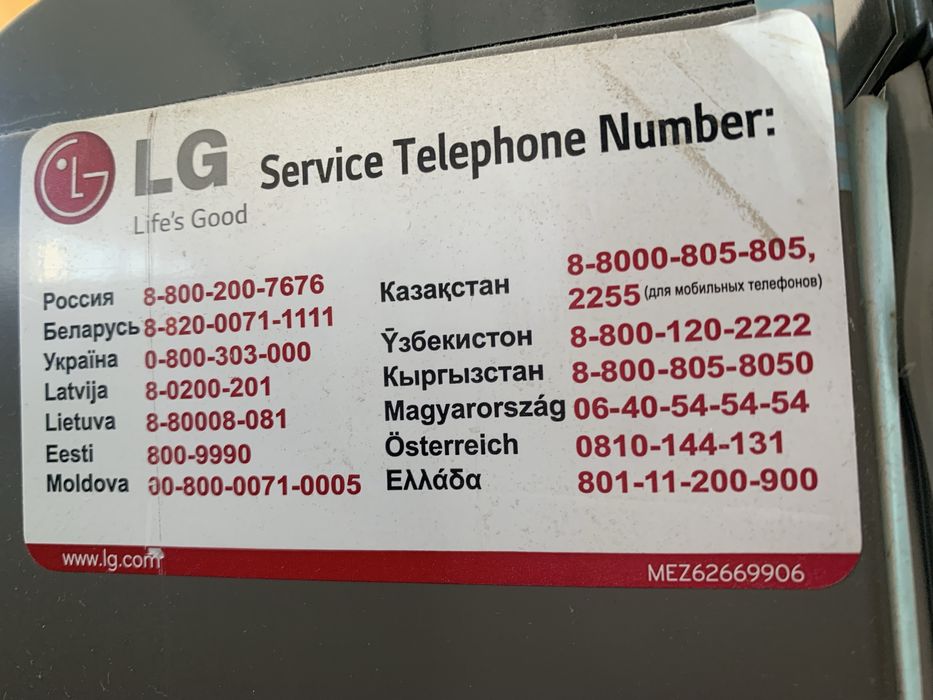 LG Service Telephone Number:
Life's Good
Россия 8-800-200-7676
Беларусь 8-820-0071-1111
Україна 0-800-303-000
Latvija 8-0200-201
Lietuva 8-80008-081
Eesti 800-9990
Moldova 00-800-0071-0005
Казақстан 8-8000-805-805,
2255 (для мобильных телефонов)
Ўзбекистон 8-800-120-2222
Кыргызстан 8-800-805-8050
Magyarország 06-40-54-54-54
Österreich 0810-144-131
Ελλάδα 801-11-200-900
www.lg.com
MEZ62669906